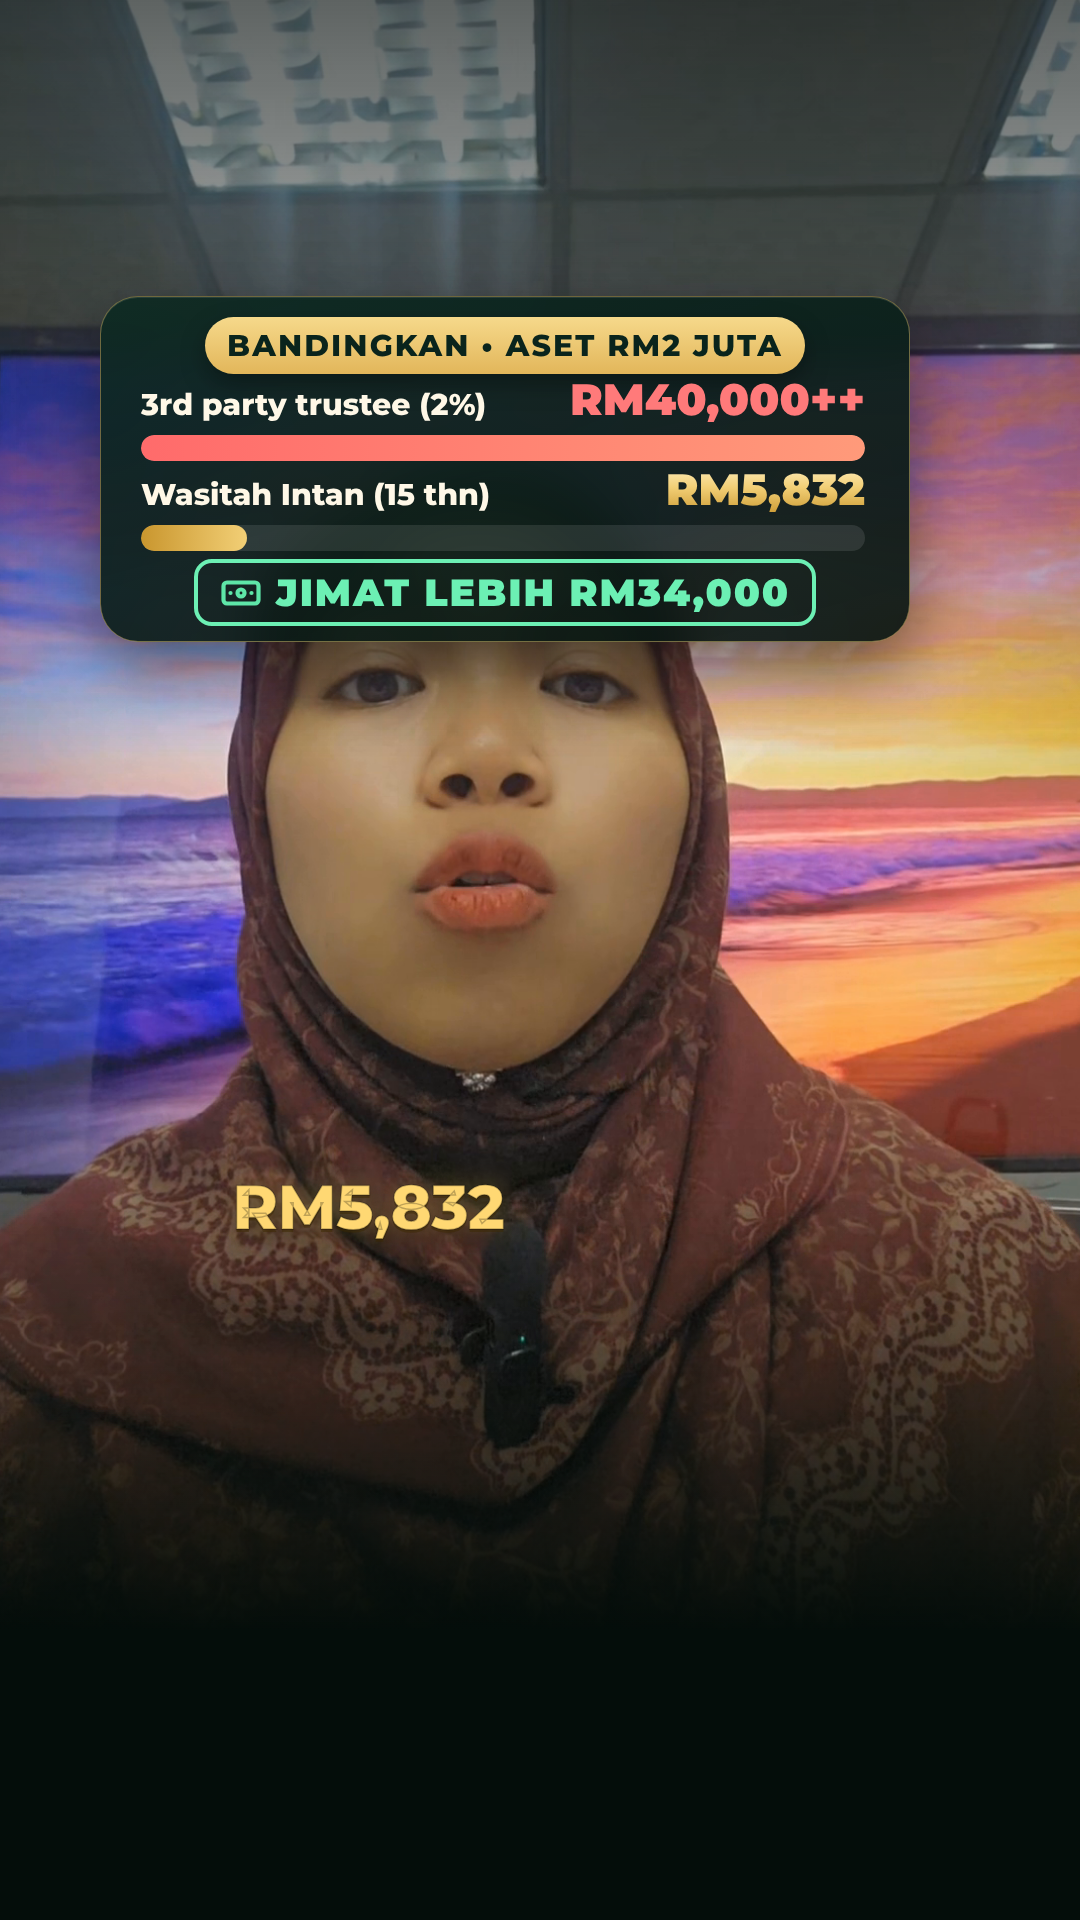 BANDINGKAN • ASET RM2 JUTA
3rd party trustee (2%) RM40,000++
Wasitah Intan (15 thn) RM5,832
JIMAT LEBIH RM34,000
RM5,832